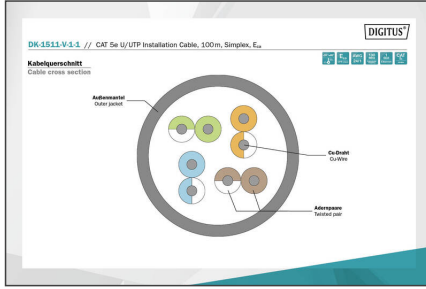 DIGITUS®
DK-1511-V-1-1 // CAT 5e U/UTP Installation Cable, 100m, Simplex, Eca
Kabelquerschnitt
Cable cross section
Außenmantel
Outer jacket
Cu-Draht
Cu-Wire
Adernpaare
Twisted pair